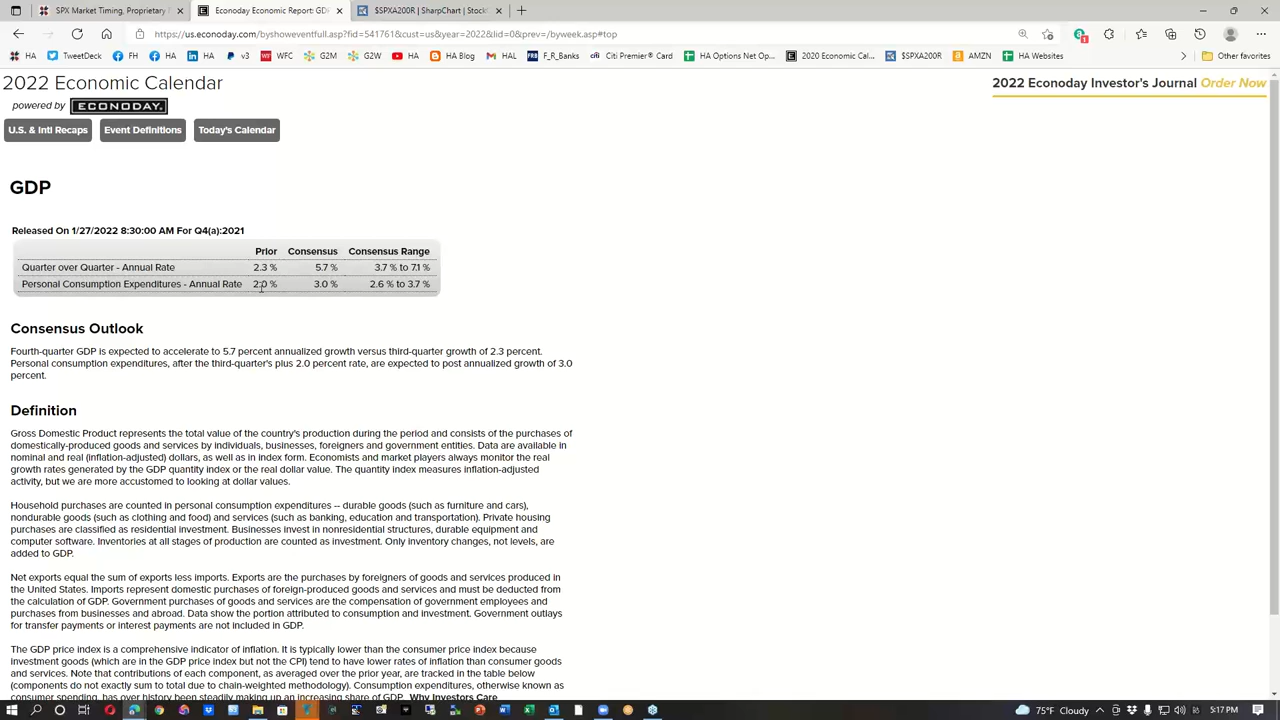 SPX Market Timing, Proprietary F
Econoday Economic Report: GDP
$SPXA200R | SharpChart | Stock
https://us.econoday.com/byshoweventfull.asp?fid=541761&cust=us&year=2022&lid=0&prev=/byweek.asp#top
HA
TweetDeck
FH
HA
HA
v3
WFC
G2M
G2W
HA
HA Blog
HAL
F_R_Banks
Citi Premier® Card
HA Options Net Op...
2020 Economic Cal...
$SPXA200R
AMZN
HA Websites
Other favorites
2022 Economic Calendar
powered by ECONODAY.
2022 Econoday Investor's Journal Order Now
U.S. & Intl Recaps
Event Definitions
Today's Calendar
GDP
Released On 1/27/2022 8:30:00 AM For Q4(a):2021
Prior Consensus Consensus Range
Quarter over Quarter - Annual Rate 2.3 % 5.7 % 3.7 % to 7.1 %
Personal Consumption Expenditures - Annual Rate 2.0 % 3.0 % 2.6 % to 3.7 %
Consensus Outlook
Fourth-quarter GDP is expected to accelerate to 5.7 percent annualized growth versus third-quarter growth of 2.3 percent.
Personal consumption expenditures, after the third-quarter's plus 2.0 percent rate, are expected to post annualized growth of 3.0
percent.
Definition
Gross Domestic Product represents the total value of the country's production during the period and consists of the purchases of
domestically-produced goods and services by individuals, businesses, foreigners and government entities. Data are available in
nominal and real (inflation-adjusted) dollars, as well as in index form. Economists and market players always monitor the real
growth rates generated by the GDP quantity index or the real dollar value. The quantity index measures inflation-adjusted
activity, but we are more accustomed to looking at dollar values.
Household purchases are counted in personal consumption expenditures -- durable goods (such as furniture and cars),
nondurable goods (such as clothing and food) and services (such as banking, education and transportation). Private housing
purchases are classified as residential investment. Businesses invest in nonresidential structures, durable equipment and
computer software. Inventories at all stages of production are counted as investment. Only inventory changes, not levels, are
added to GDP.
Net exports equal the sum of exports less imports. Exports are the purchases by foreigners of goods and services produced in
the United States. Imports represent domestic purchases of foreign-produced goods and services and must be deducted from
the calculation of GDP. Government purchases of goods and services are the compensation of government employees and
purchases from businesses and abroad. Data show the portion attributed to consumption and investment. Government outlays
for transfer payments or interest payments are not included in GDP.
The GDP price index is a comprehensive indicator of inflation. It is typically lower than the consumer price index because
investment goods (which are in the GDP price index but not the CPI) tend to have lower rates of inflation than consumer goods
and services. Note that contributions of each component, as averaged over the prior year, are tracked in the table below
(components do not exactly sum to total due to chain-weighted methodology). Consumption expenditures, otherwise known as
consumer spending, has over history been steadily making up an increasing share of GDP. Why Investors Care
75°F Cloudy
5:17 PM